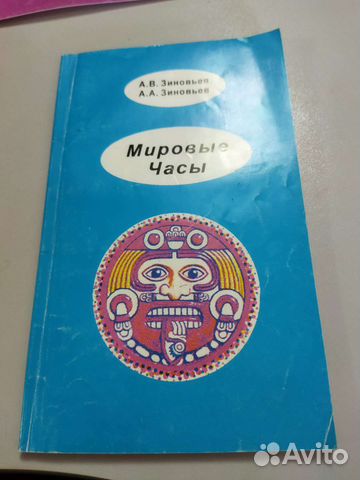 А.В. Зиновьев
А.А. Зиновьев
Мировые
Часы
Avito